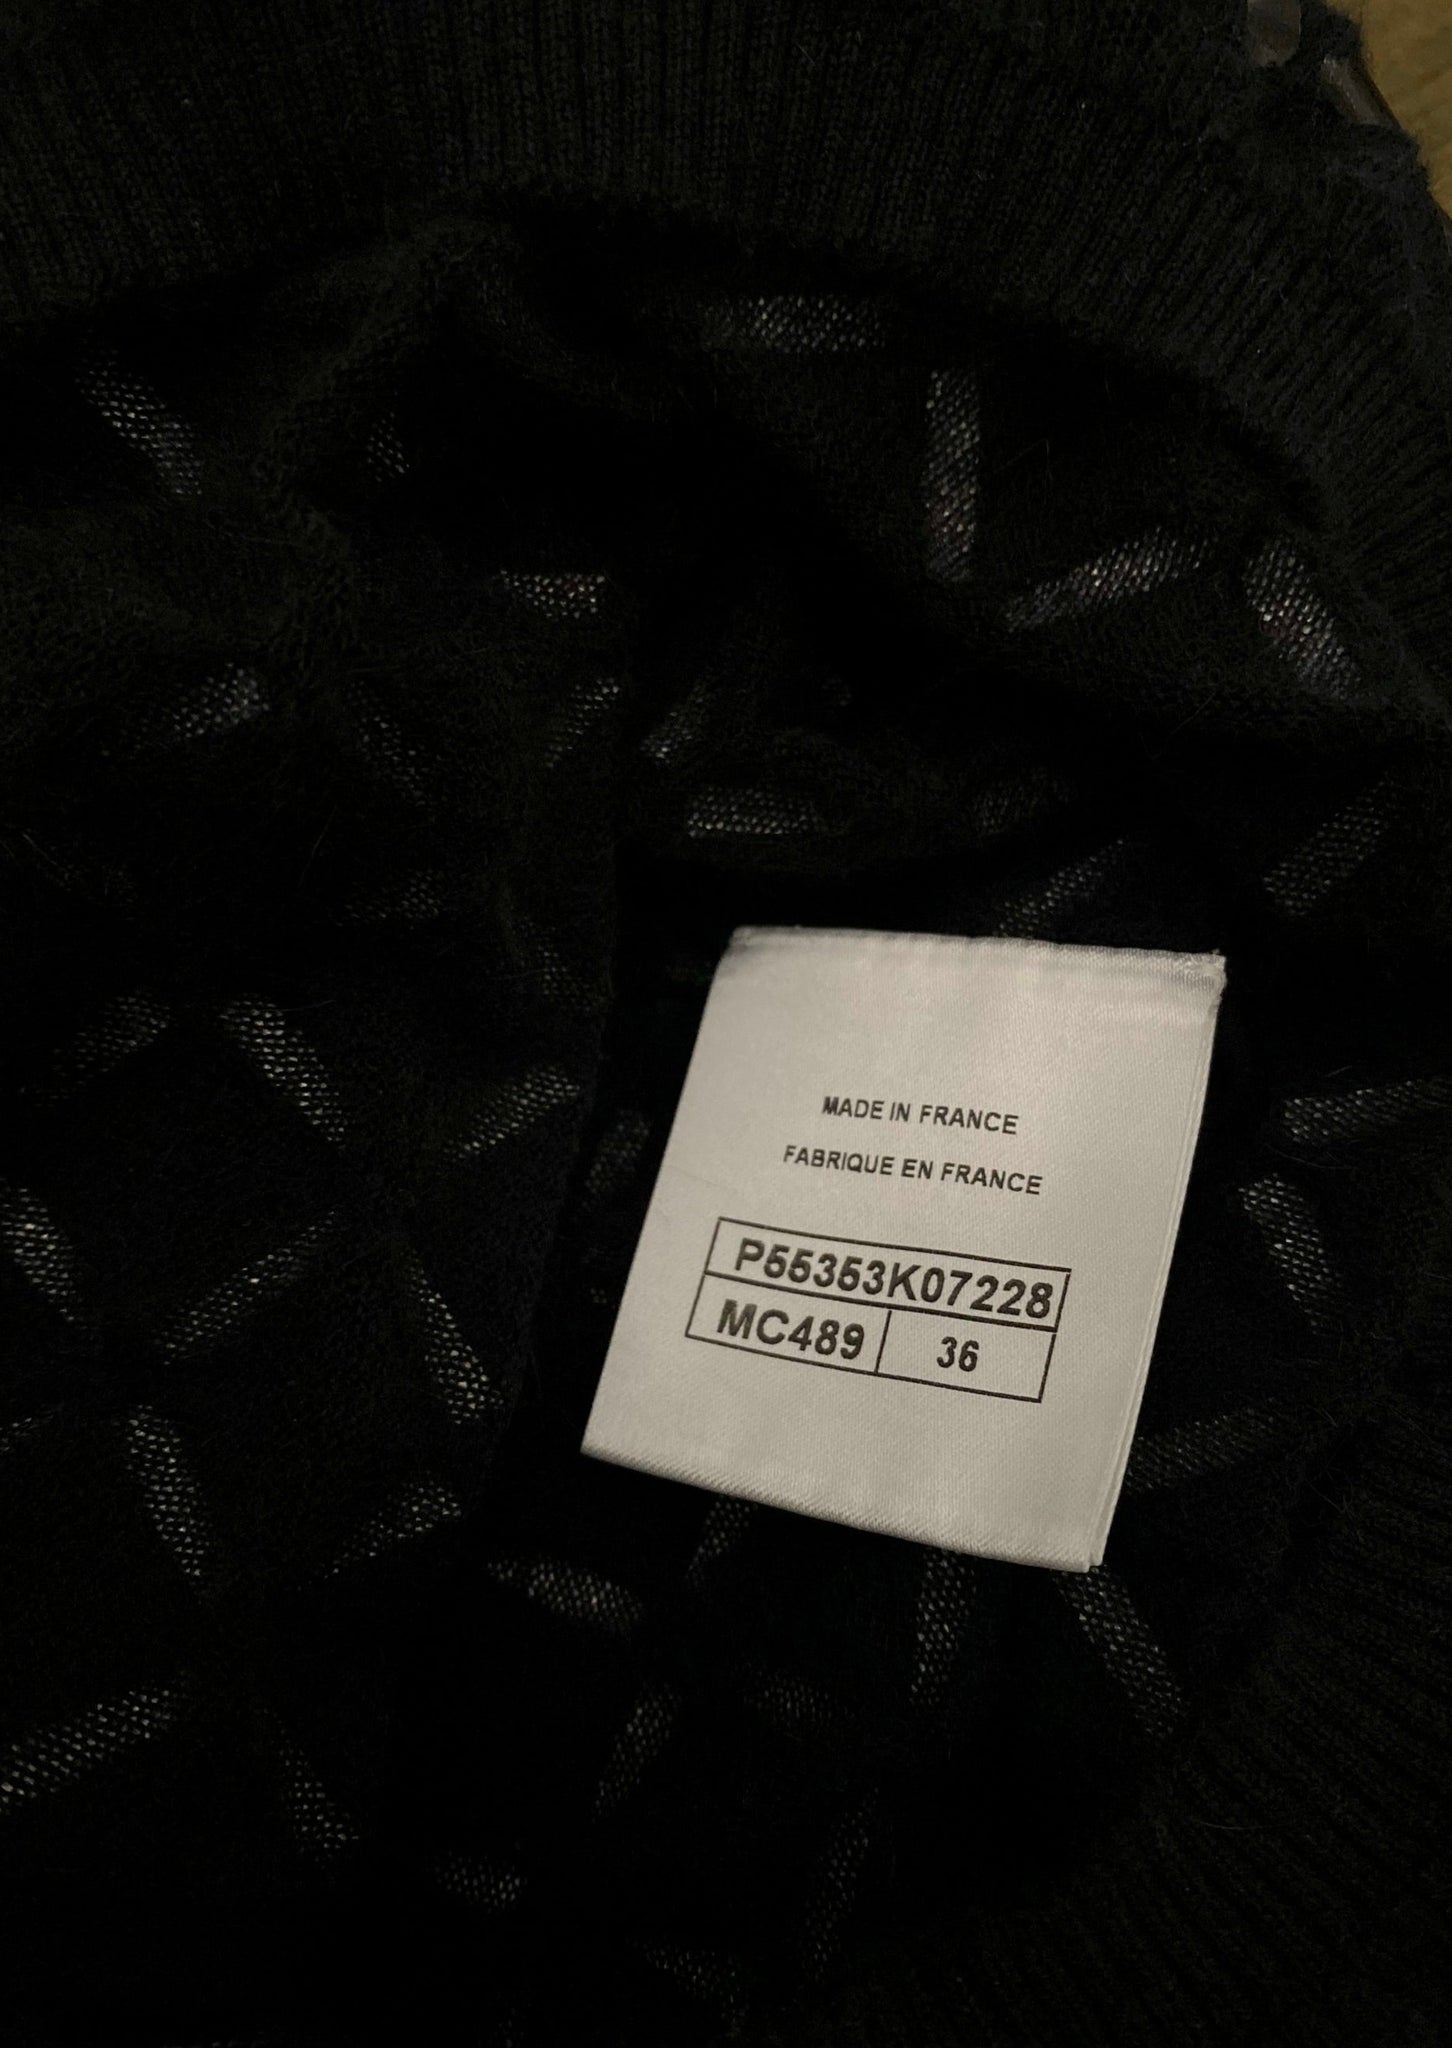 MADE IN FRANCE
FABRIQUE EN FRANCE
P55353K07228
MC489 36